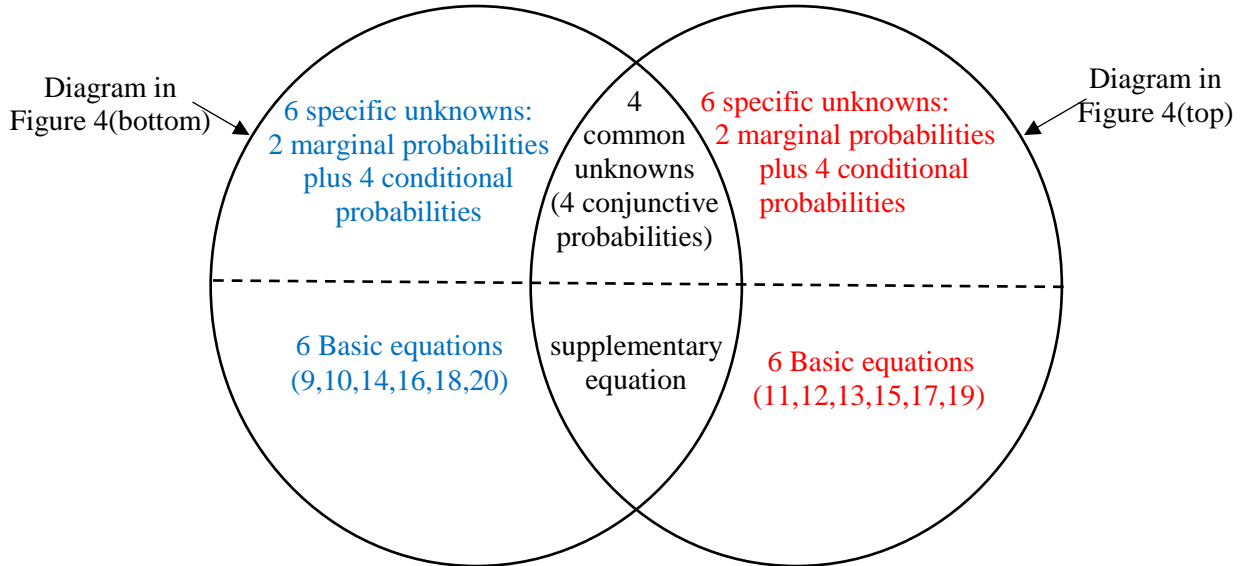 Diagram in
Figure 4(bottom)
6 specific unknowns:
2 marginal probabilities
plus 4 conditional
probabilities
4
common
unknowns
(4 conjunctive
probabilities)
6 specific unknowns:
2 marginal probabilities
plus 4 conditional
probabilities
Diagram in
Figure 4(top)
6 Basic equations
(9,10,14,16,18,20)
supplementary
equation
6 Basic equations
(11,12,13,15,17,19)